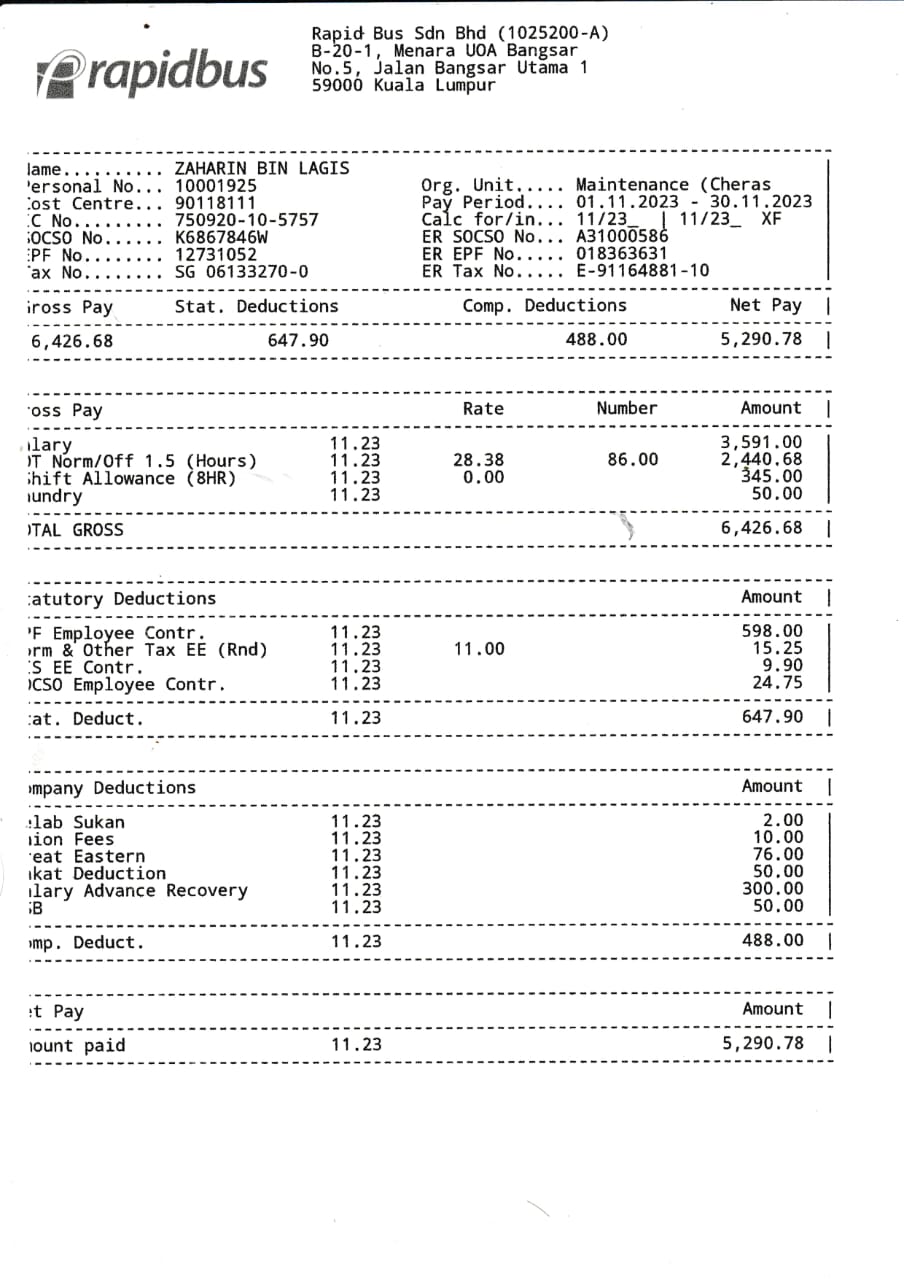 rapidbus
Rapid Bus Sdn Bhd (1025200-A)
B-20-1, Menara UOA Bangsar
No.5, Jalan Bangsar Utama 1
59000 Kuala Lumpur
ame.......... ZAHARIN BIN LAGIS
ersonal No... 10001925 Org. Unit..... Maintenance (Cheras
ost Centre... 90118111 Pay Period.... 01.11.2023 - 30.11.2023
C No......... 750920-10-5757 Calc for/in... 11/23_ | 11/23_ XF
OCSO No...... K6867846W ER SOCSO No... A31000586
PF No........ 12731052 ER EPF No..... 018363631
ax No........ SG 06133270-0 ER Tax No..... E-91164881-10
ross Pay Stat. Deductions Comp. Deductions Net Pay |
6,426.68 647.90 488.00 5,290.78 |
oss Pay Rate Number Amount |
lary 11.23 3,591.00
T Norm/Off 1.5 (Hours) 11.23 28.38 86.00 2,440.68
hift Allowance (8HR) 11.23 0.00 345.00
undry 11.23 50.00
TAL GROSS 6,426.68 |
atutory Deductions Amount |
F Employee Contr. 11.23 598.00
rm & Other Tax EE (Rnd) 11.23 11.00 15.25
S EE Contr. 11.23 9.90
CSO Employee Contr. 11.23 24.75
at. Deduct. 11.23 647.90 |
mpany Deductions Amount |
lab Sukan 11.23 2.00
ion Fees 11.23 10.00
eat Eastern 11.23 76.00
kat Deduction 11.23 50.00
lary Advance Recovery 11.23 300.00
B 11.23 50.00
mp. Deduct. 11.23 488.00 |
t Pay Amount |
ount paid 11.23 5,290.78 |